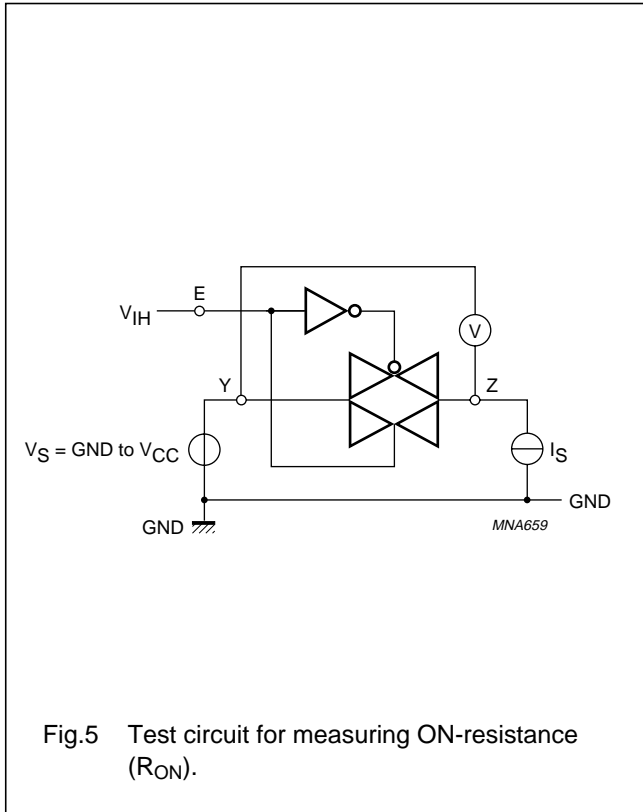 E
V_IH
V
Y
Z
V_S = GND to V_CC
I_S
GND
GND
MNA659
Fig.5 Test circuit for measuring ON-resistance
(R_ON).